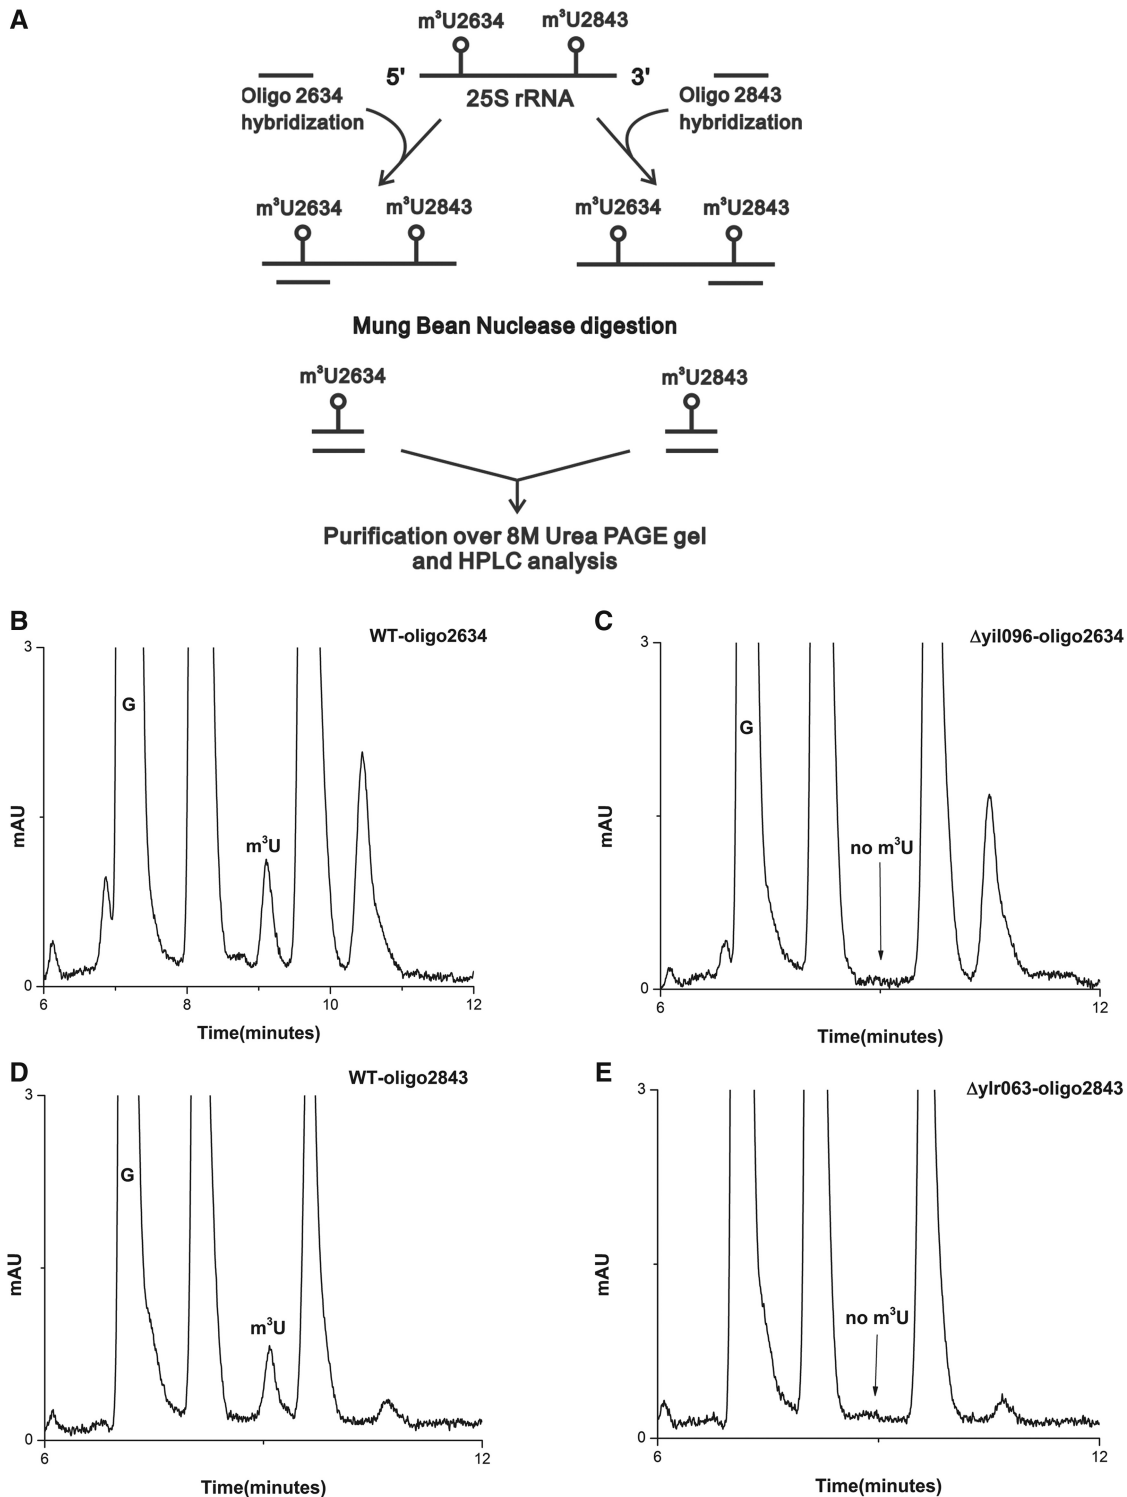 A
m³U2634 m³U2843
5' 3'
25S rRNA
Oligo 2634
hybridization
Oligo 2843
hybridization
m³U2634 m³U2843
m³U2634 m³U2843
Mung Bean Nuclease digestion
m³U2634
m³U2843
Purification over 8M Urea PAGE gel
and HPLC analysis
B
WT-oligo2634
3
G
m³U
mAU
0
6 8 10 12
Time(minutes)
C
Δyil096-oligo2634
3
G
no m³U
mAU
0
6 12
Time(minutes)
D
WT-oligo2843
3
G
m³U
mAU
0
6 12
Time(minutes)
E
Δylr063-oligo2843
3
no m³U
mAU
0
6 12
Time(minutes)